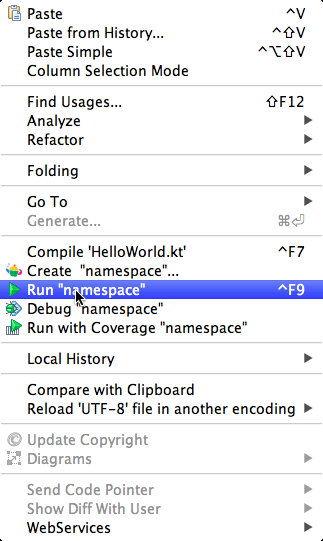 Paste ^V
Paste from History... ^⇧V
Paste Simple ^⌥⇧V
Column Selection Mode
Find Usages... ⇧F12
Analyze
Refactor
Folding
Go To
Generate... ⌘⏎
Compile 'HelloWorld.kt' ^F7
Create "namespace"...
Run "namespace" ^F9
Debug "namespace"
Run with Coverage "namespace"
Local History
Compare with Clipboard
Reload 'UTF-8' file in another encoding
Update Copyright
Diagrams
Send Code Pointer
Show Diff With User
WebServices